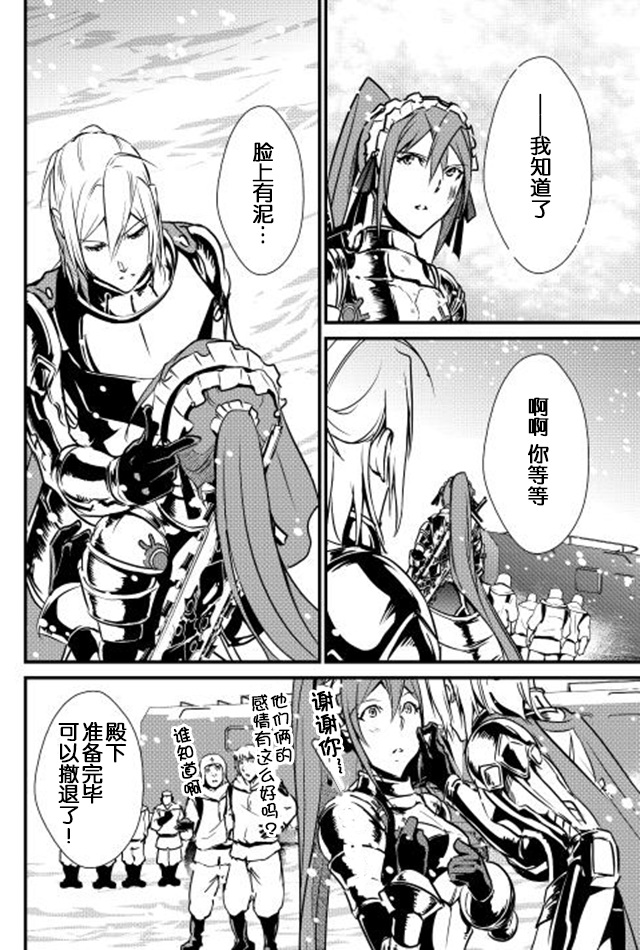 ——我知道了
啊啊 你等等
脸上有泥…
谢谢你~
他们俩的
感情有这么好吗？
谁知道啊
殿下
准备完毕
可以撤退了！